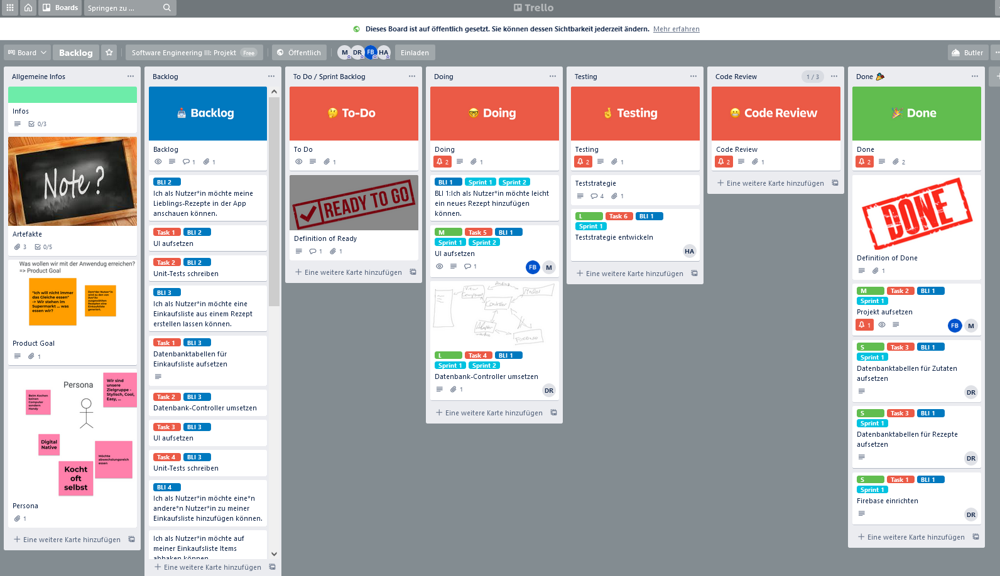 Boards
Springen zu ...
Trello
Dieses Board ist auf öffentlich gesetzt. Sie können dessen Sichtbarkeit jederzeit ändern. Mehr erfahren
Board
Backlog
Software Engineering III: Projekt Free
Öffentlich
M DR FB HA
Einladen
Butler
Allgemeine Infos
Infos
0/3
Note ?
Artefakte
3 0/5
Was wollen wir mit der Anwendug erreichen?
=> Product Goal
"Ich will nicht immer
das Gleiche essen"
-> Wir stehen im
Supermarkt ... was
essen wir?
Dem*der Nutzer*in
wird zu den von
ihm*ihr
ausgewählten
Rezepten eine
Einkaufsliste
generiert.
Product Goal
1
Persona
Wir sind
unsere
Zielgruppe -
Stylisch, Cool,
Easy, ...
Beim Kochen
keinen
Computer
sondern
Handy
Digital
Native
Möchte
abwechslungsreich
essen
Kocht
oft
selbst
Persona
1
Eine weitere Karte hinzufügen
Backlog
Backlog
Backlog
1 1
BLI 2
Ich als Nutzer*in möchte meine
Lieblings-Rezepte in der App
anschauen können.
Task 1 BLI 2
UI aufsetzen
Task 2 BLI 2
Unit-Tests schreiben
BLI 3
Ich als Nutzer*in möchte eine
Einkaufsliste aus einem Rezept
erstellen lassen können.
Task 1 BLI 3
Datenbanktabellen für
Einkaufsliste aufsetzen
Task 2 BLI 3
Datenbank-Controller umsetzen
Task 3 BLI 3
UI aufsetzen
Task 4 BLI 3
Unit-Tests schreiben
BLI 4
Ich als Nutzer*in möchte eine*n
andere*n Nutzer*in zu meiner
Einkaufsliste hinzufügen können.
Ich als Nutzer*in möchte auf
meiner Einkaufsliste Items
abhaken können
Eine weitere Karte hinzufügen
To Do / Sprint Backlog
To-Do
To Do
1
READY TO GO
Definition of Ready
1 1
Eine weitere Karte hinzufügen
Doing
Doing
Doing
2 1
BLI 1 Sprint 1 Sprint 2
BLI 1:Ich als Nutzer*in möchte leicht
ein neues Rezept hinzufügen
können.
M Task 5 BLI 1
Sprint 1 Sprint 2
UI aufsetzen
1 FB M
View
Component
Controller
Adapter
Firebase
L Task 4 BLI 1
Sprint 1 Sprint 2
Datenbank-Controller umsetzen
1 DR
Eine weitere Karte hinzufügen
Testing
Testing
Testing
2 1
Teststrategie
4 1
L Task 6 BLI 1
Sprint 1
Teststrategie entwickeln
HA
Eine weitere Karte hinzufügen
Code Review 1 / 3
Code Review
Code Review
2 1
Eine weitere Karte hinzufügen
Done
Done
Done
2 2
DONE
Definition of Done
1
M Task 2 BLI 1
Sprint 1
Projekt aufsetzen
1 FB M
S Task 3 BLI 1
Sprint 1
Datenbanktabellen für Zutaten
aufsetzen
DR
S Task 3 BLI 1
Sprint 1
Datenbanktabellen für Rezepte
aufsetzen
DR
S Task 1 BLI 1
Sprint 1
Firebase einrichten
DR
Eine weitere Karte hinzufügen